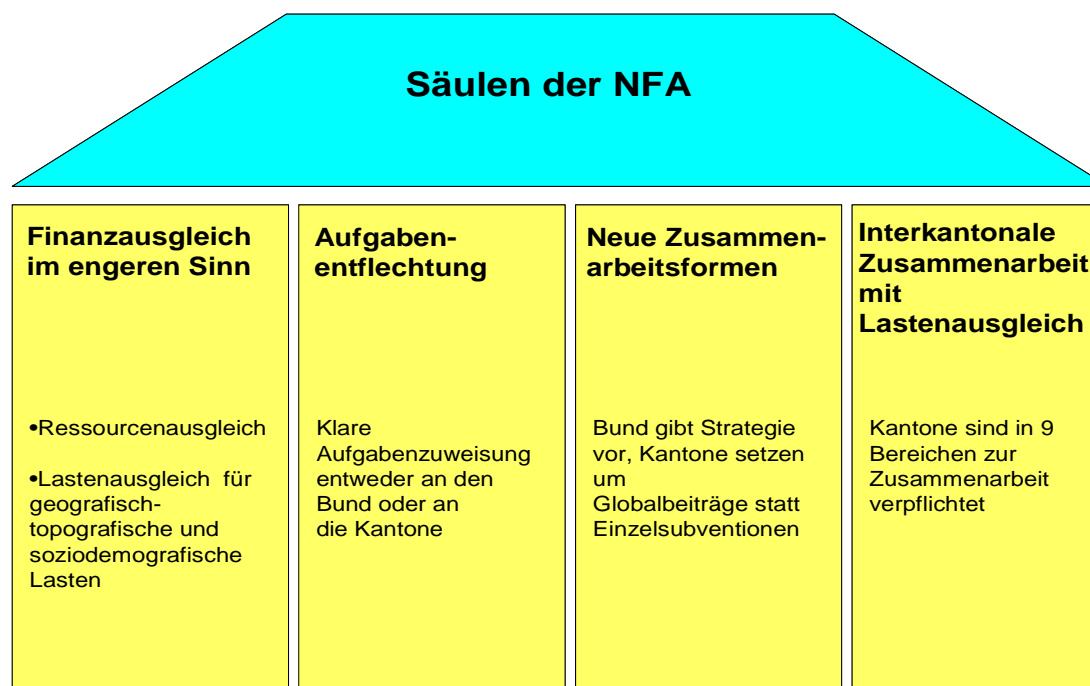 Säulen der NFA
Finanzausgleich
im engeren Sinn
•Ressourcenausgleich
•Lastenausgleich für
geografisch-
topografische und
soziodemografische
Lasten
Aufgaben-
entflechtung
Klare
Aufgabenzuweisung
entweder an den
Bund oder an
die Kantone
Neue Zusammen-
arbeitsformen
Bund gibt Strategie
vor, Kantone setzen
um
Globalbeiträge statt
Einzelsubventionen
Interkantonale
Zusammenarbeit
mit
Lastenausgleich
Kantone sind in 9
Bereichen zur
Zusammenarbeit
verpflichtet